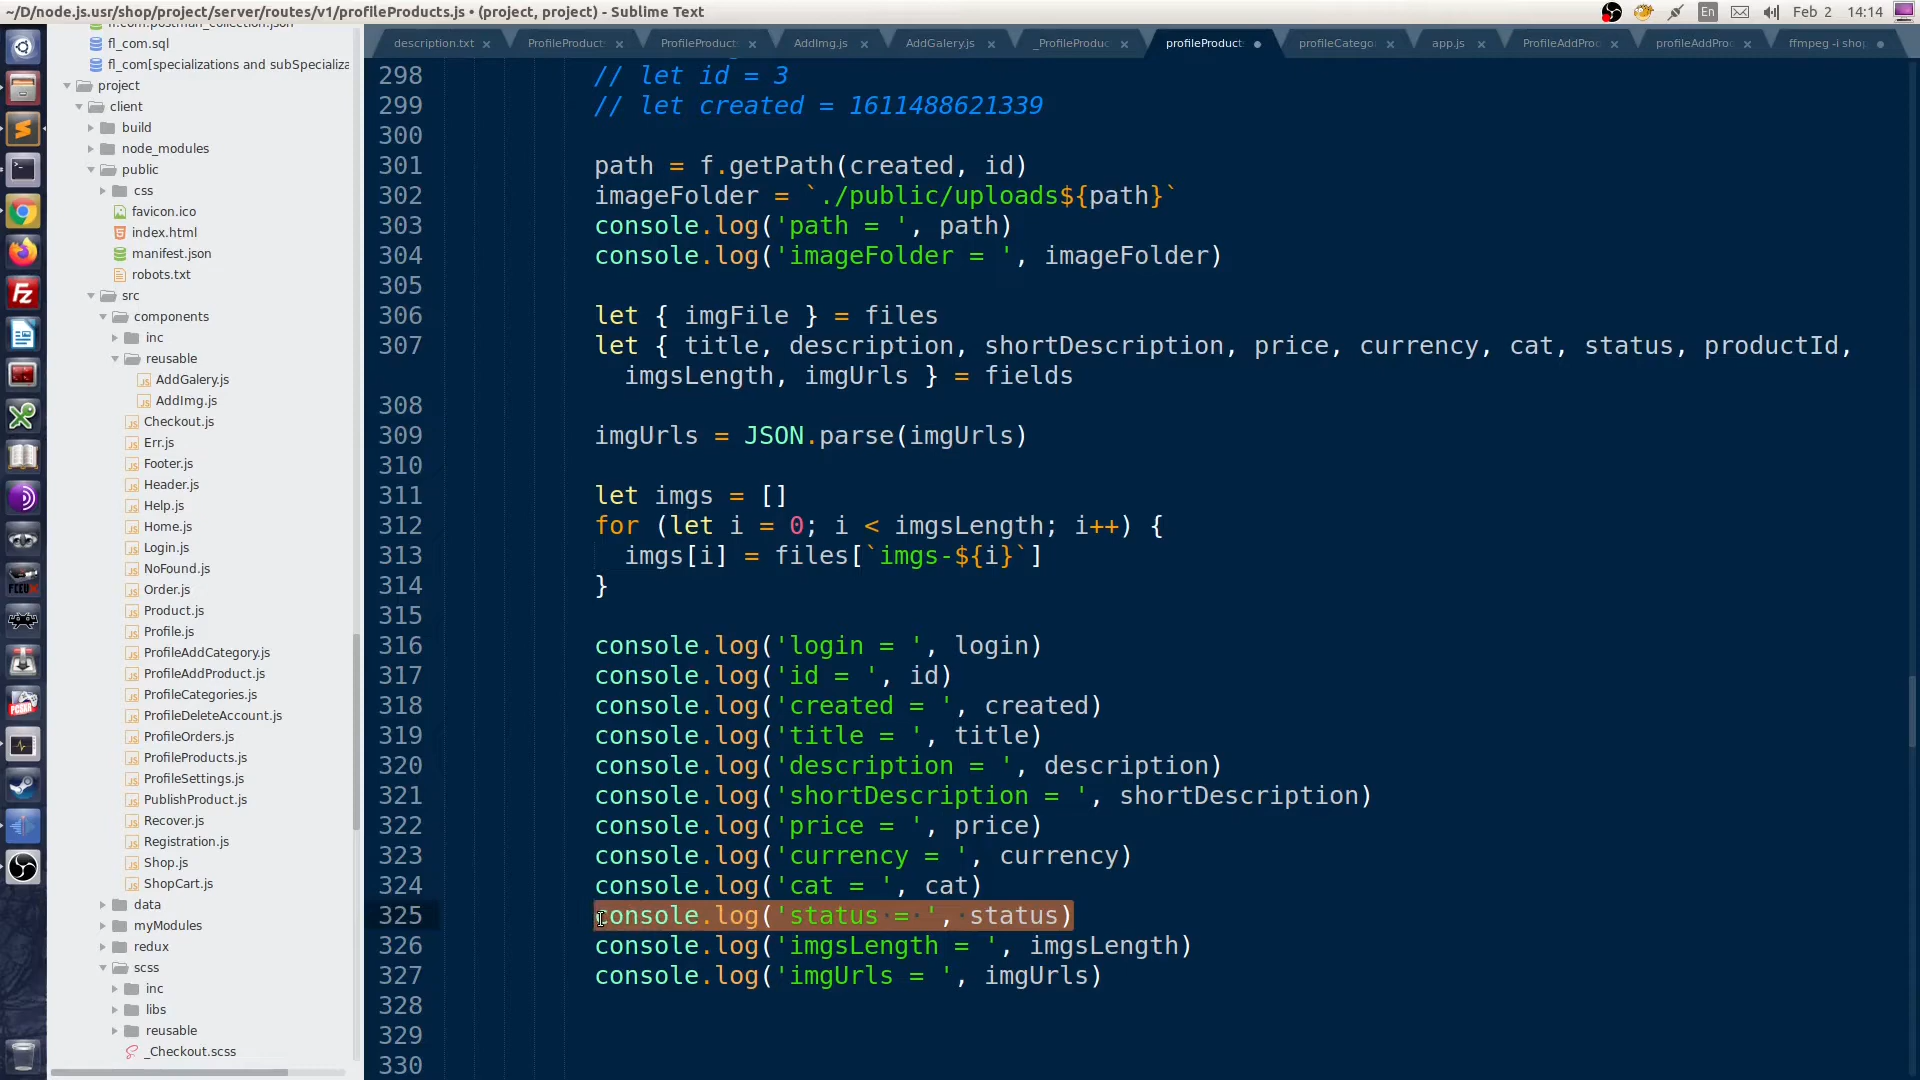 ~/D/node.js.usr/shop/project/server/routes/v1/profileProducts.js • (project, project) - Sublime Text
En
Feb 2
14:14
description.txt
ProfileProduct
ProfileProduct
AddImg.js
AddGalery.js
_ProfileProduc
profileProduct
profileCatego
app.js
ProfileAddPro
profileAddPro
ffmpeg -i shop
fl_com.postman_collection.json
fl_com.sql
fl_com[specializations and subSpecializa
project
client
build
node_modules
public
css
favicon.ico
index.html
manifest.json
robots.txt
src
components
inc
reusable
AddGalery.js
AddImg.js
Checkout.js
Err.js
Footer.js
Header.js
Help.js
Home.js
Login.js
NoFound.js
Order.js
Product.js
Profile.js
ProfileAddCategory.js
ProfileAddProduct.js
ProfileCategories.js
ProfileDeleteAccount.js
ProfileOrders.js
ProfileProducts.js
ProfileSettings.js
PublishProduct.js
Recover.js
Registration.js
Shop.js
ShopCart.js
data
myModules
redux
scss
inc
libs
reusable
_Checkout.scss
298 // let id = 3
299 // let created = 1611488621339
300
301 path = f.getPath(created, id)
302 imageFolder = `./public/uploads${path}`
303 console.log('path = ', path)
304 console.log('imageFolder = ', imageFolder)
305
306 let { imgFile } = files
307 let { title, description, shortDescription, price, currency, cat, status, productId,
imgsLength, imgUrls } = fields
308
309 imgUrls = JSON.parse(imgUrls)
310
311 let imgs = []
312 for (let i = 0; i < imgsLength; i++) {
313 imgs[i] = files[`imgs-${i}`]
314 }
315
316 console.log('login = ', login)
317 console.log('id = ', id)
318 console.log('created = ', created)
319 console.log('title = ', title)
320 console.log('description = ', description)
321 console.log('shortDescription = ', shortDescription)
322 console.log('price = ', price)
323 console.log('currency = ', currency)
324 console.log('cat = ', cat)
325 console.log('status = ', status)
326 console.log('imgsLength = ', imgsLength)
327 console.log('imgUrls = ', imgUrls)
328
329
330